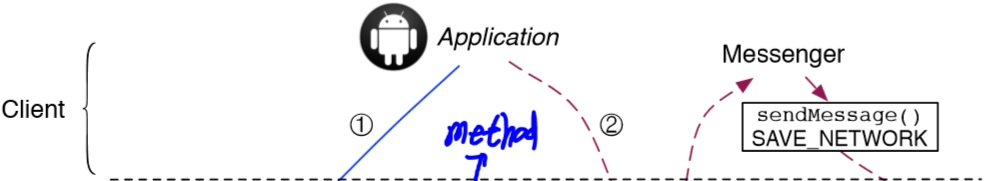 Application
Messenger
Client
sendMessage()
①
②
SAVE_NETWORK
method